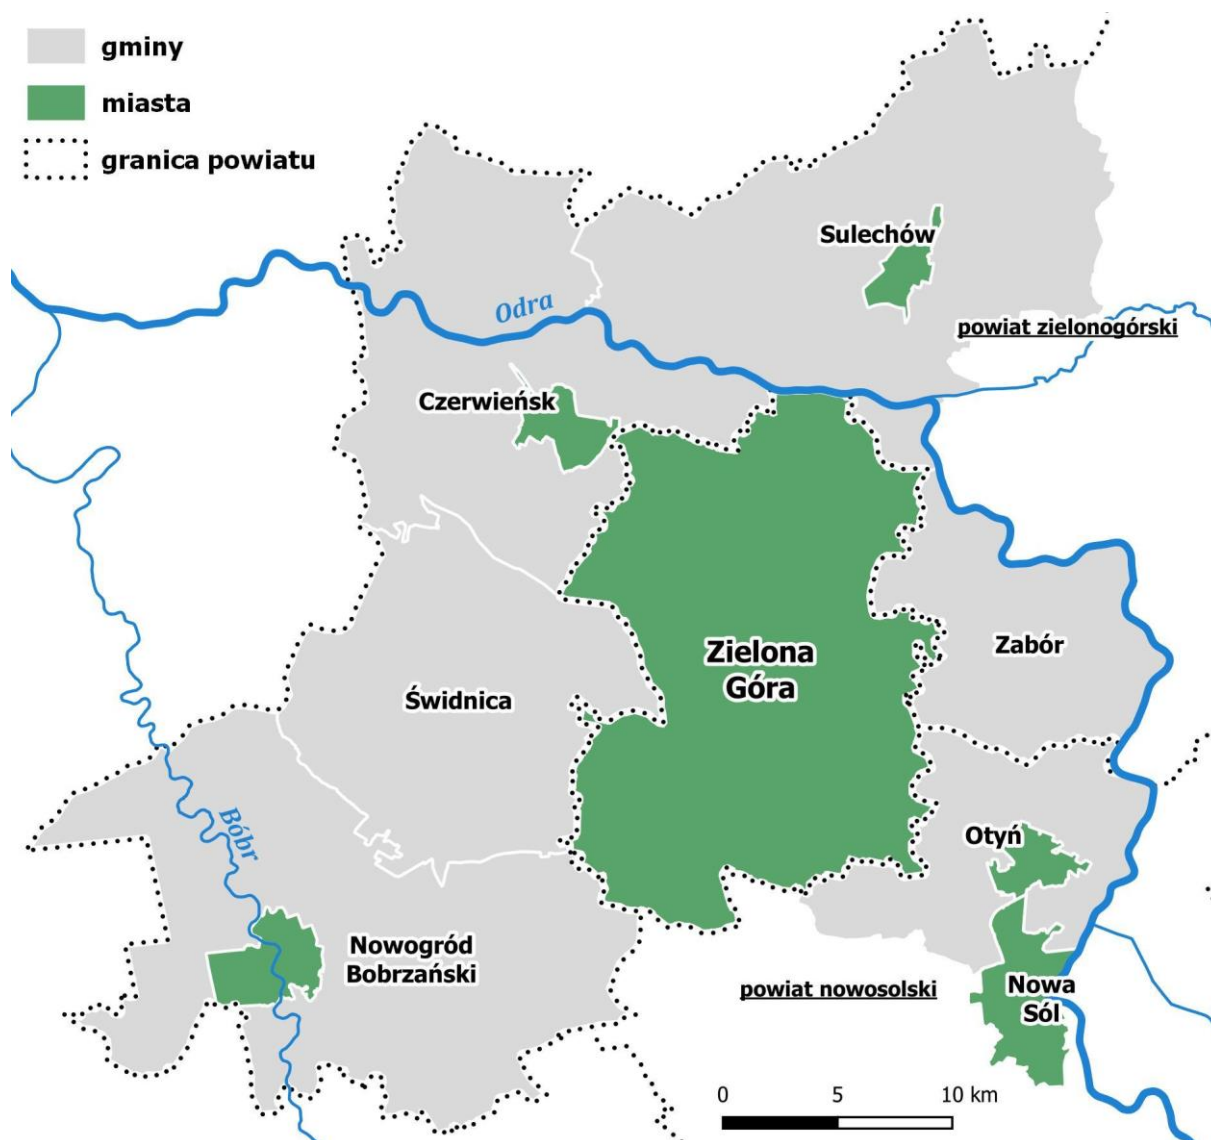 gminy
miasta
granica powiatu
Sulechów
Odra
powiat zielonogórski
Czerwieńsk
Zielona
Góra
Zabór
Świdnica
Bóbr
Otyń
Nowogród
Bobrzański
powiat nowosolski
Nowa
Sól
0 5 10 km